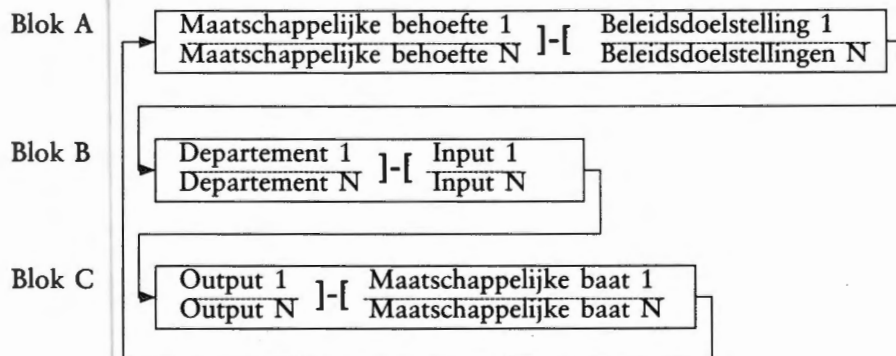 Blok A Maatschappelijke behoefte 1 ]-[ Beleidsdoelstelling 1
Maatschappelijke behoefte N Beleidsdoelstellingen N
Blok B Departement 1 ]-[ Input 1
Departement N Input N
Blok C Output 1 ]-[ Maatschappelijke baat 1
Output N Maatschappelijke baat N